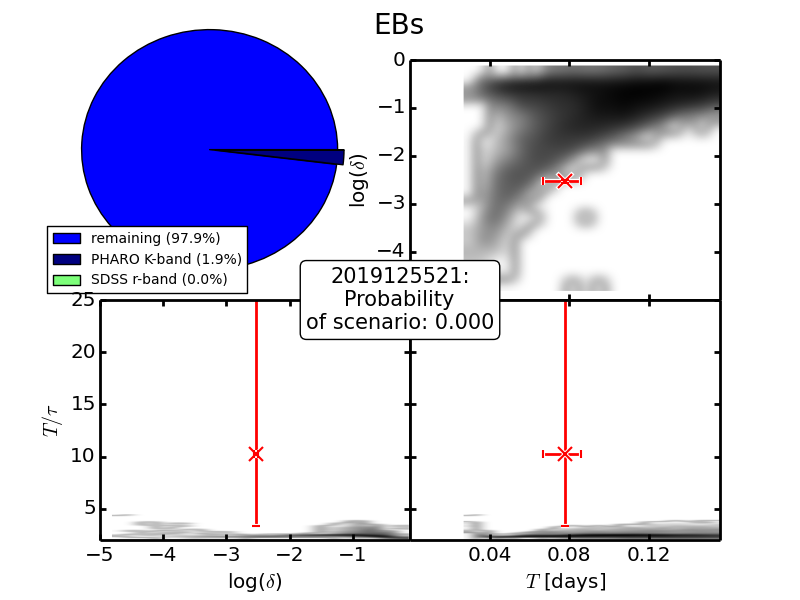 EBs
remaining (97.9%)
PHARO K-band (1.9%)
SDSS r-band (0.0%)
0
−1
−2
−3
−4
log(δ)
2019125521:
Probability
of scenario: 0.000
25
20
15
10
5
T/τ
−5 −4 −3 −2 −1
log(δ)
0.04 0.08 0.12
T [days]